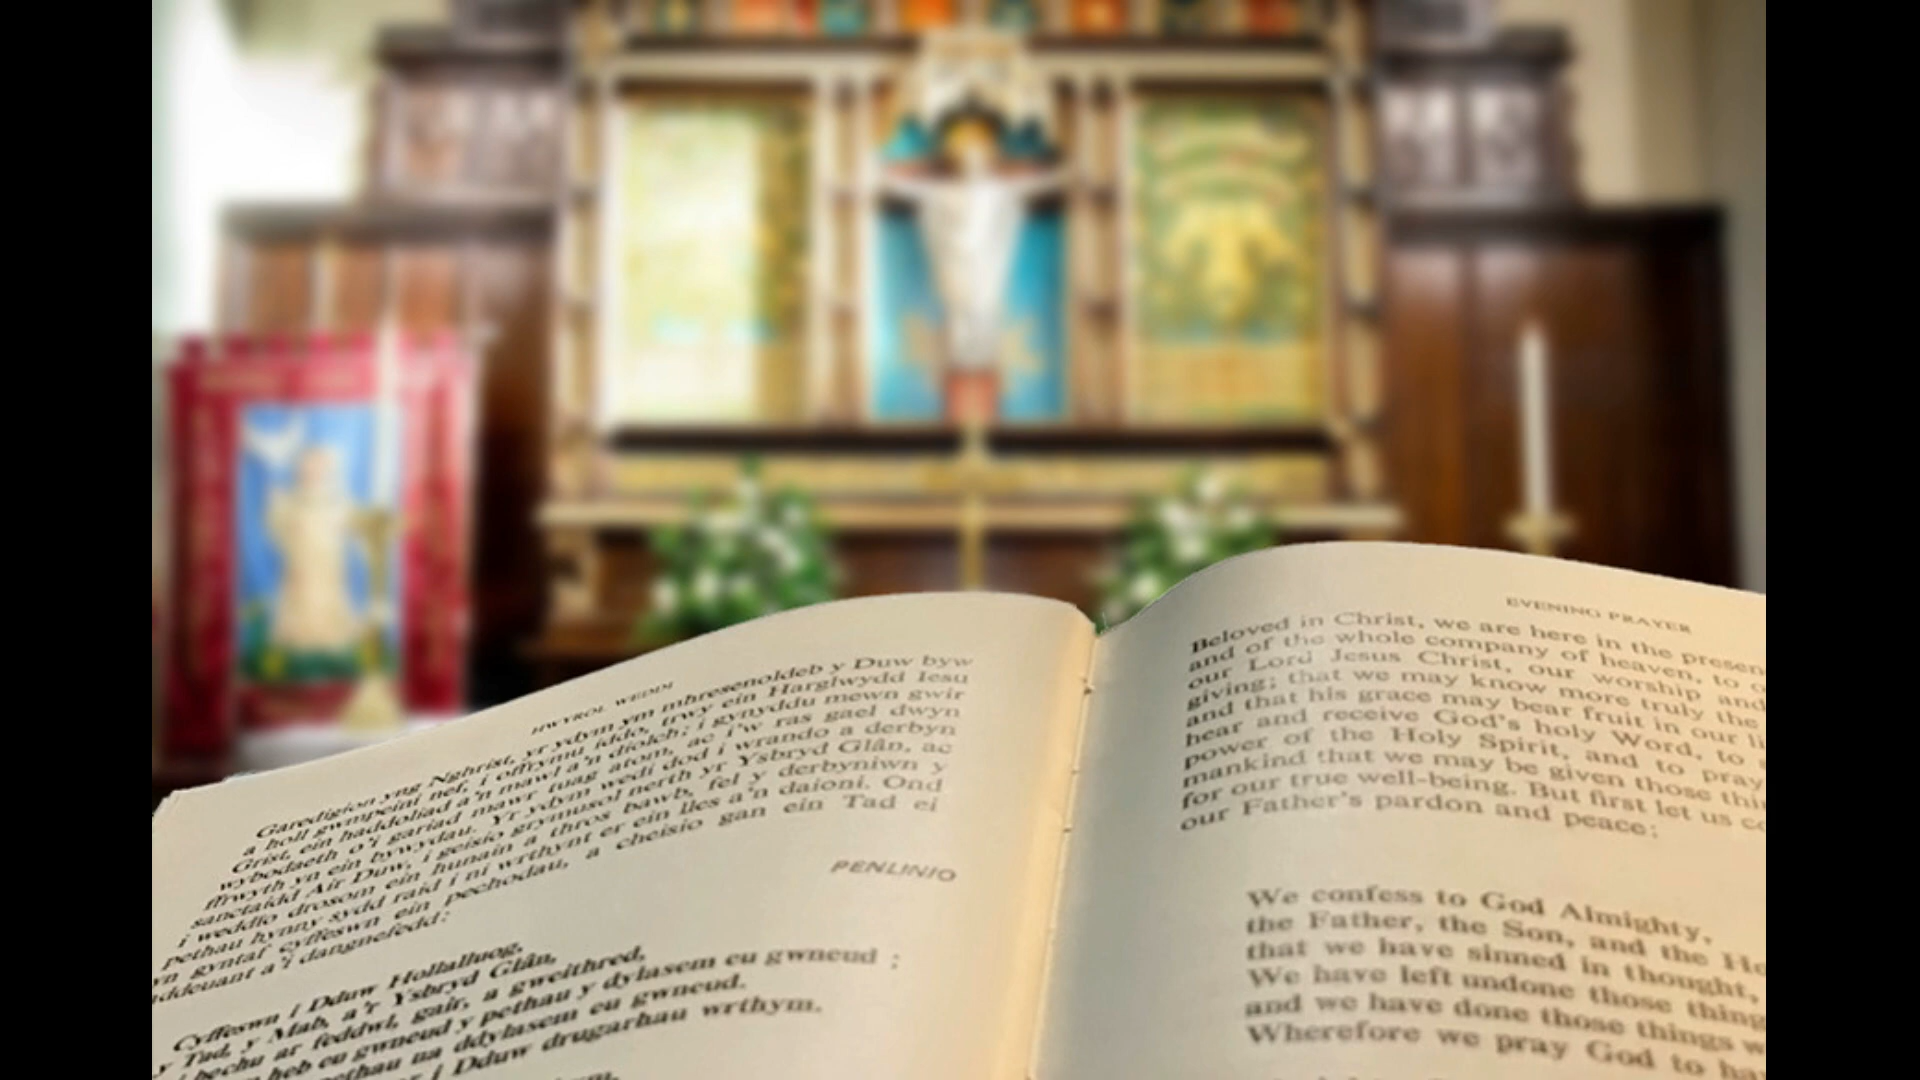 HWYROL WEDDI
Garedigion yng Nghrist, yr ydym ym mhresenoldeb y Duw byw
a holl gwmpeini nef, i offrymu iddo, trwy ein Harglwydd Iesu
Grist, ein haddoliad a'n mawl a'n diolch; i gynyddu mewn gwir
wybodaeth o'i gariad mawr tuag atom, ac i'w ras gael dwyn
ffrwyth yn ein bywydau. Yr ydym wedi dod i wrando a derbyn
sanctaidd Air Duw, i geisio grymusol nerth yr Ysbryd Glân, ac
i weddïo drosom ein hunain a thros bawb, fel y derbyniwn y
pethau hynny sydd raid i ni wrthynt er ein lles a'n daioni. Ond
yn gyntaf cyffeswn ein pechodau, a cheisio gan ein Tad ei
ddeuant a'i dangnefedd:
PENLINIO
Cyffeswn i Dduw Hollalluog,
y Tad, y Mab, a'r Ysbryd Glân,
bechu ar feddwl, gair, a gweithred,
heb eu gwneud y pethau y dylasem eu gwneud;
pethau na ddylasem eu gwneud.
i Dduw drugarhau wrthym.
EVENING PRAYER
Beloved in Christ, we are here in the presen
and of the whole company of heaven, to o
our Lord Jesus Christ, our worship and
giving; that we may know more truly the
and that his grace may bear fruit in our li
hear and receive God's holy Word, to s
power of the Holy Spirit, and to pray
mankind that we may be given those thi
for our true well-being. But first let us co
our Father's pardon and peace:
We confess to God Almighty,
the Father, the Son, and the Ho
that we have sinned in thought,
We have left undone those thing
and we have done those things w
Wherefore we pray God to ha